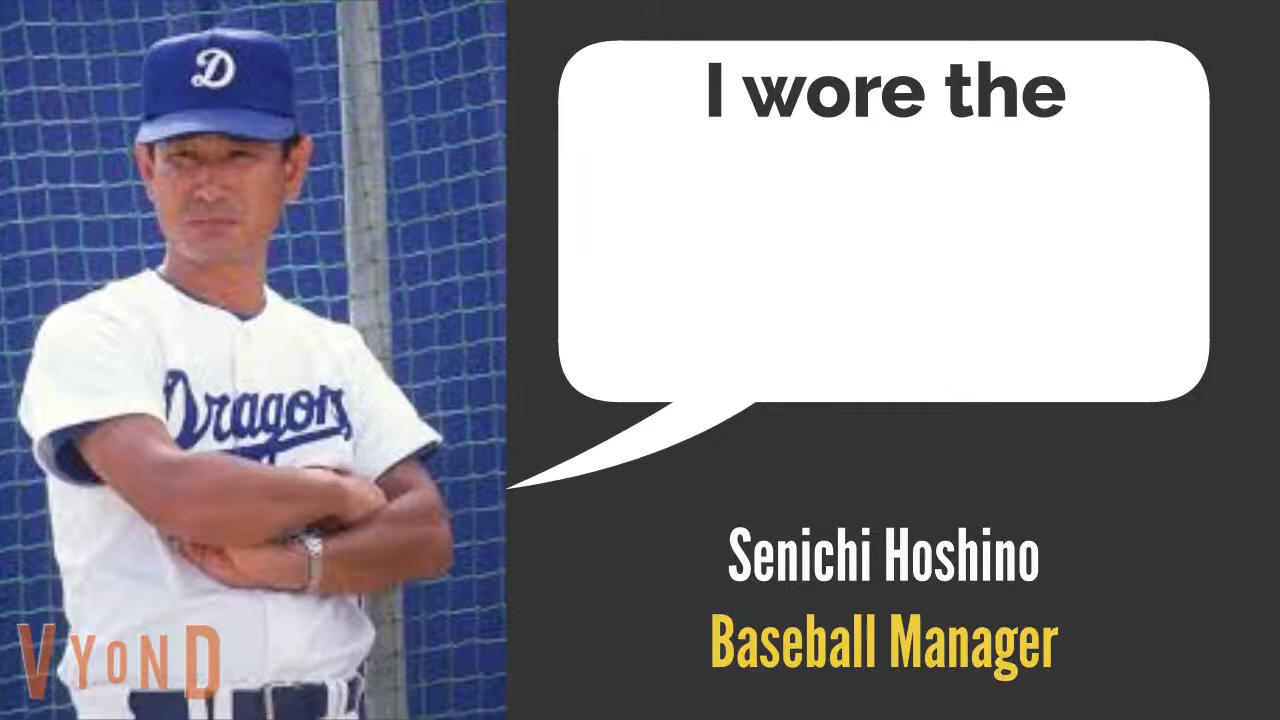 D
I wore the
Dragons
Senichi Hoshino
Baseball Manager
VYOND